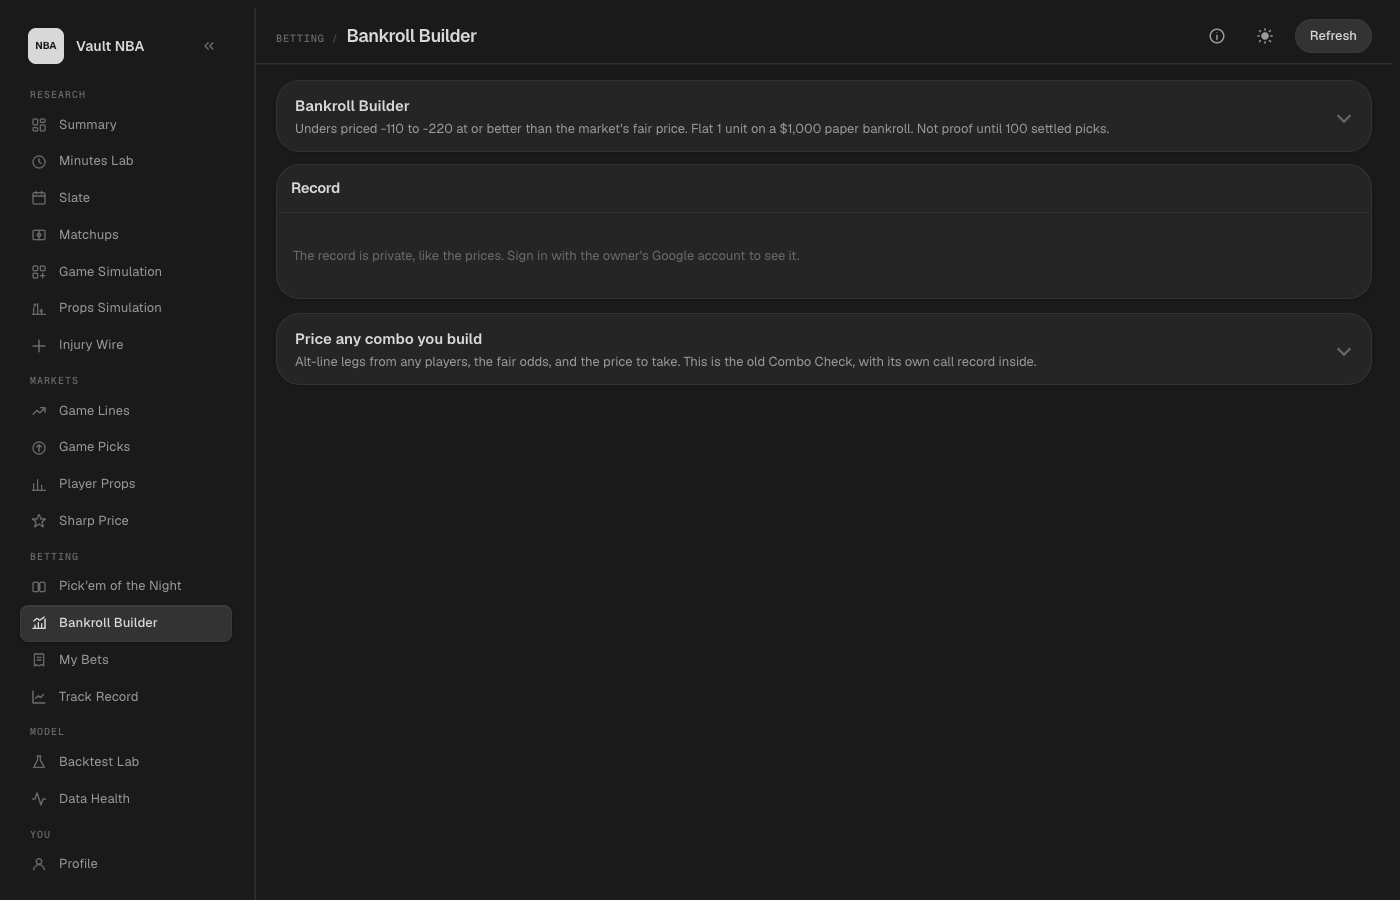 NBA
Vault NBA
RESEARCH
Summary
Minutes Lab
Slate
Matchups
Game Simulation
Props Simulation
Injury Wire
MARKETS
Game Lines
Game Picks
Player Props
Sharp Price
BETTING
Pick'em of the Night
Bankroll Builder
My Bets
Track Record
MODEL
Backtest Lab
Data Health
YOU
Profile
BETTING / Bankroll Builder
Refresh
Bankroll Builder
Unders priced -110 to -220 at or better than the market's fair price. Flat 1 unit on a $1,000 paper bankroll. Not proof until 100 settled picks.
Record
The record is private, like the prices. Sign in with the owner's Google account to see it.
Price any combo you build
Alt-line legs from any players, the fair odds, and the price to take. This is the old Combo Check, with its own call record inside.